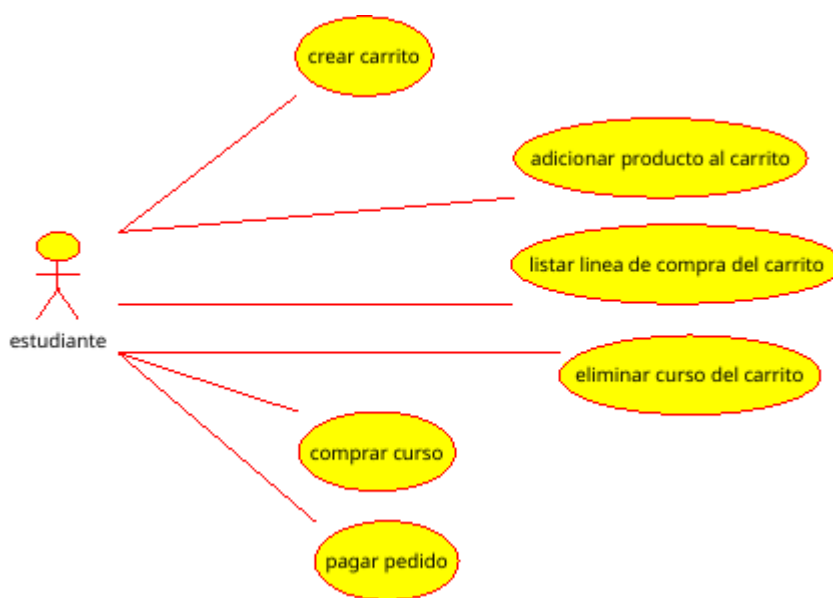 crear carrito
adicionar producto al carrito
listar linea de compra del carrito
estudiante
eliminar curso del carrito
comprar curso
pagar pedido